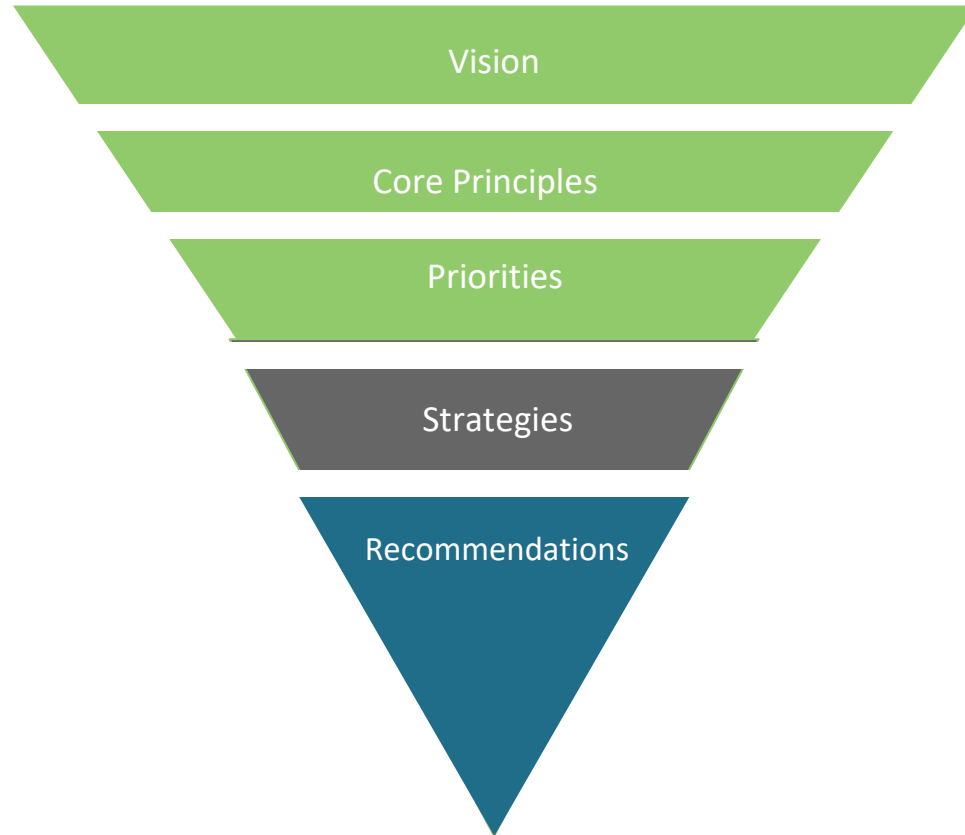 Vision
Core Principles
Priorities
Strategies
Recommendations